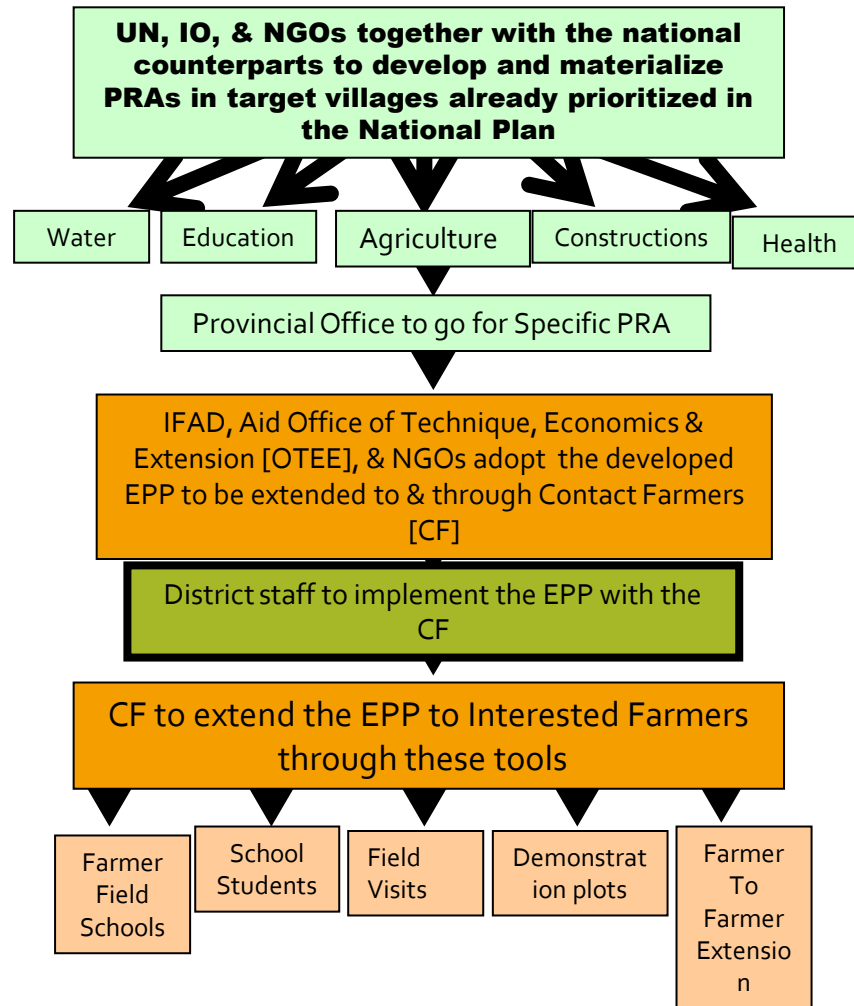 UN, IO, & NGOs together with the national
counterparts to develop and materialize
PRAs in target villages already prioritized in
the National Plan
Water
Education
Agriculture
Constructions
Health
Provincial Office to go for Specific PRA
IFAD, Aid Office of Technique, Economics &
Extension [OTEE], & NGOs adopt the developed
EPP to be extended to & through Contact Farmers
[CF]
District staff to implement the EPP with the
CF
CF to extend the EPP to Interested Farmers
through these tools
Farmer
Field
Schools
School
Students
Field
Visits
Demonstrat
ion plots
Farmer
To
Farmer
Extensio
n